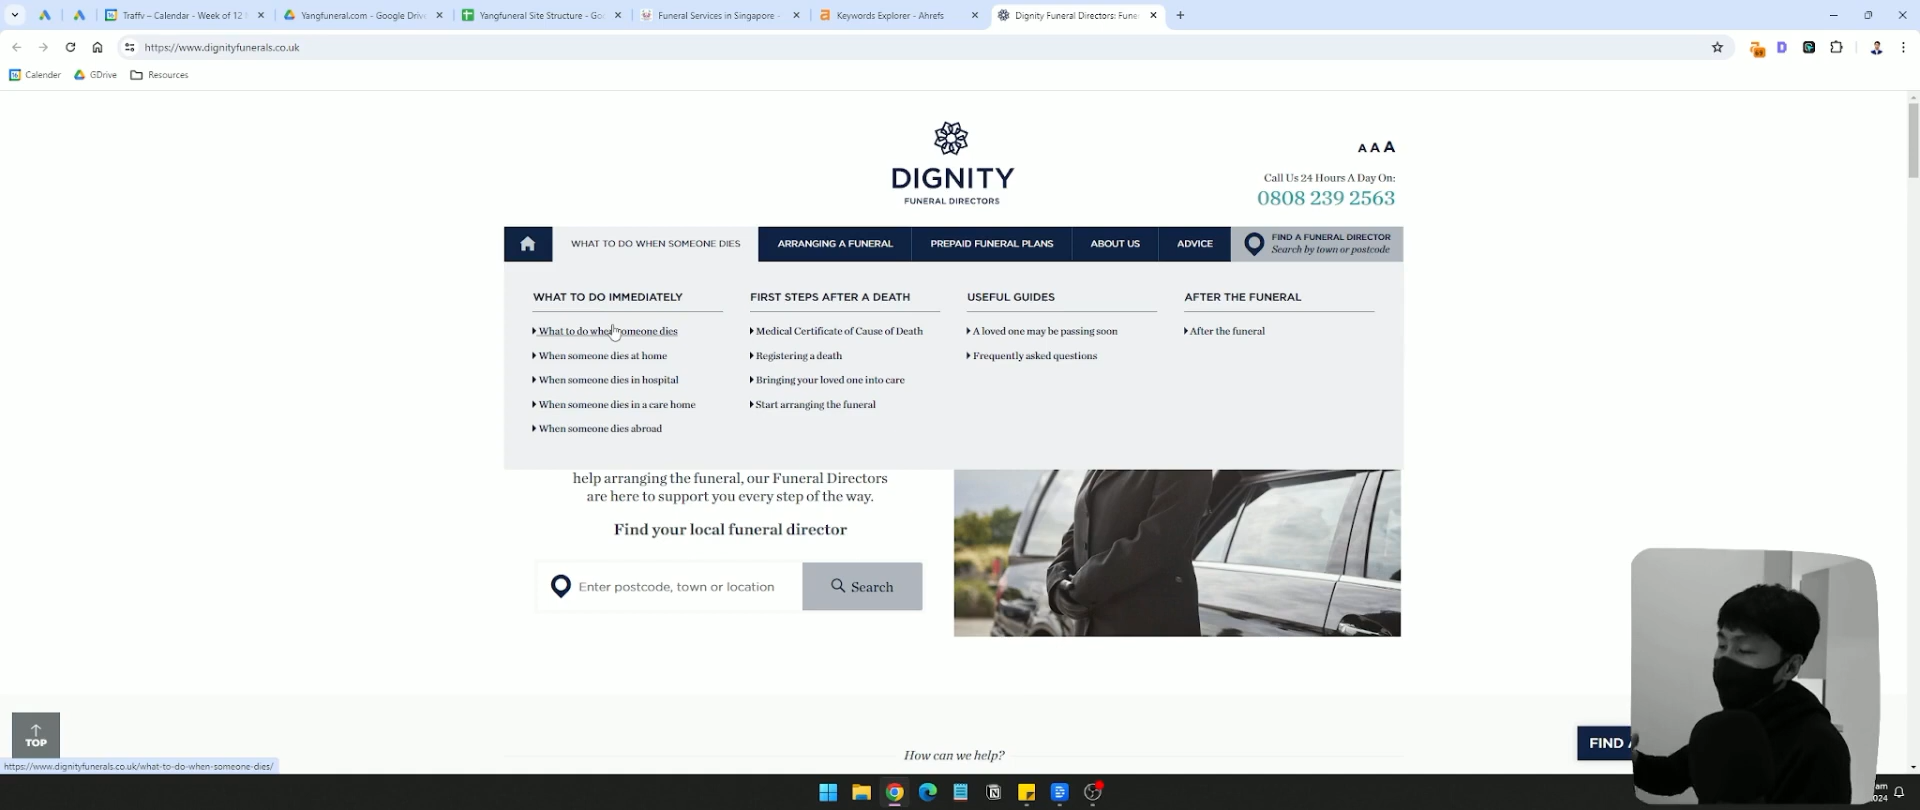 Traffv - Calendar - Week of 12
Yangfuneral.com - Google Driv
Yangfuneral Site Structure - Go
Funeral Services in Singapore -
Keywords Explorer - Ahrefs
Dignity Funeral Directors: Fune
https://www.dignityfunerals.co.uk
Calender
GDrive
Resources
DIGNITY
FUNERAL DIRECTORS
A A A
Call Us 24 Hours A Day On:
0808 239 2563
WHAT TO DO WHEN SOMEONE DIES
ARRANGING A FUNERAL
PREPAID FUNERAL PLANS
ABOUT US
ADVICE
FIND A FUNERAL DIRECTOR
Search by town or postcode
WHAT TO DO IMMEDIATELY
What to do when someone dies
When someone dies at home
When someone dies in hospital
When someone dies in a care home
When someone dies abroad
FIRST STEPS AFTER A DEATH
Medical Certificate of Cause of Death
Registering a death
Bringing your loved one into care
Start arranging the funeral
USEFUL GUIDES
A loved one may be passing soon
Frequently asked questions
AFTER THE FUNERAL
After the funeral
help arranging the funeral, our Funeral Directors
are here to support you every step of the way.
Find your local funeral director
Enter postcode, town or location
Search
TOP
How can we help?
FIND
https://www.dignityfunerals.co.uk/what-to-do-when-someone-dies/
am
024